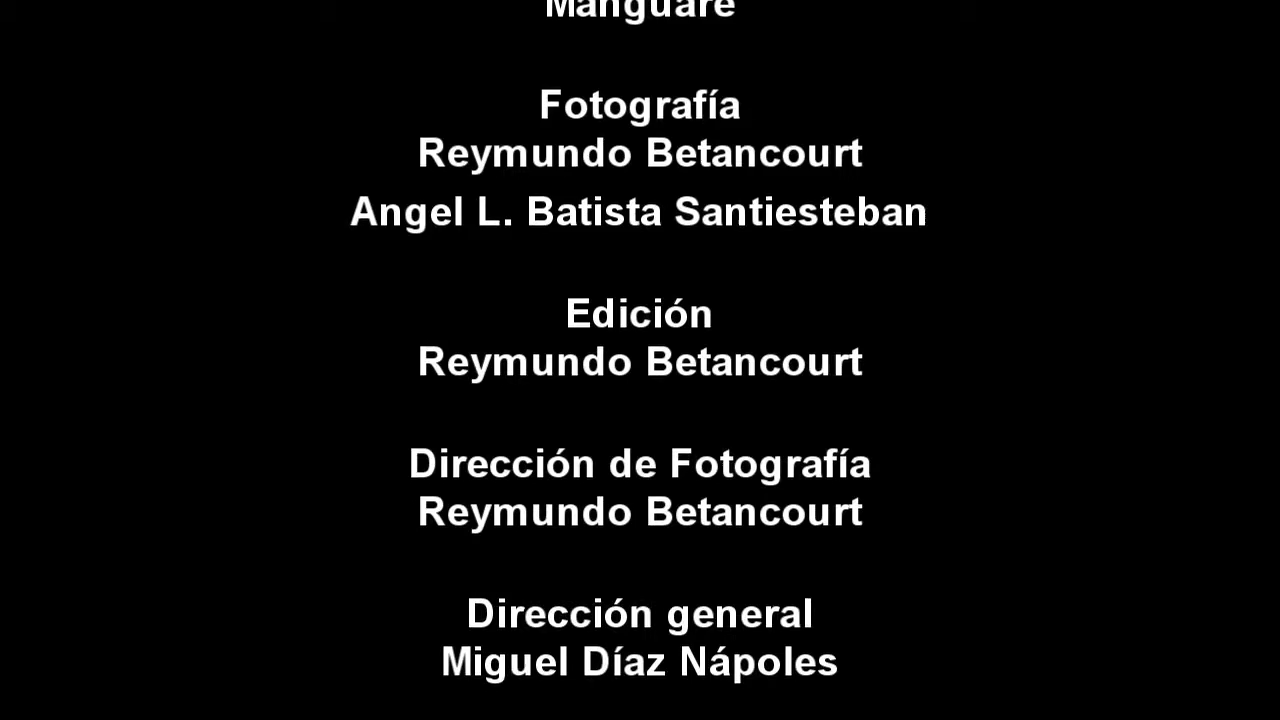 Manguaré
Fotografía
Reymundo Betancourt
Angel L. Batista Santiesteban
Edición
Reymundo Betancourt
Dirección de Fotografía
Reymundo Betancourt
Dirección general
Miguel Díaz Nápoles